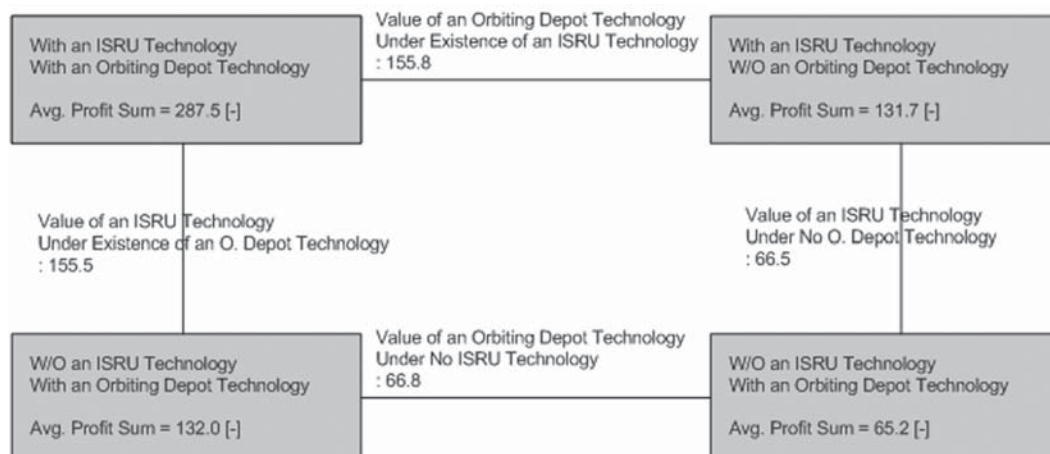 With an ISRU Technology
With an Orbiting Depot Technology
Avg. Profit Sum = 287.5 [-]
Value of an Orbiting Depot Technology
Under Existence of an ISRU Technology
: 155.8
With an ISRU Technology
W/O an Orbiting Depot Technology
Avg. Profit Sum = 131.7 [-]
Value of an ISRU Technology
Under Existence of an O. Depot Technology
: 155.5
Value of an ISRU Technology
Under No O. Depot Technology
: 66.5
W/O an ISRU Technology
With an Orbiting Depot Technology
Avg. Profit Sum = 132.0 [-]
Value of an Orbiting Depot Technology
Under No ISRU Technology
: 66.8
W/O an ISRU Technology
With an Orbiting Depot Technology
Avg. Profit Sum = 65.2 [-]